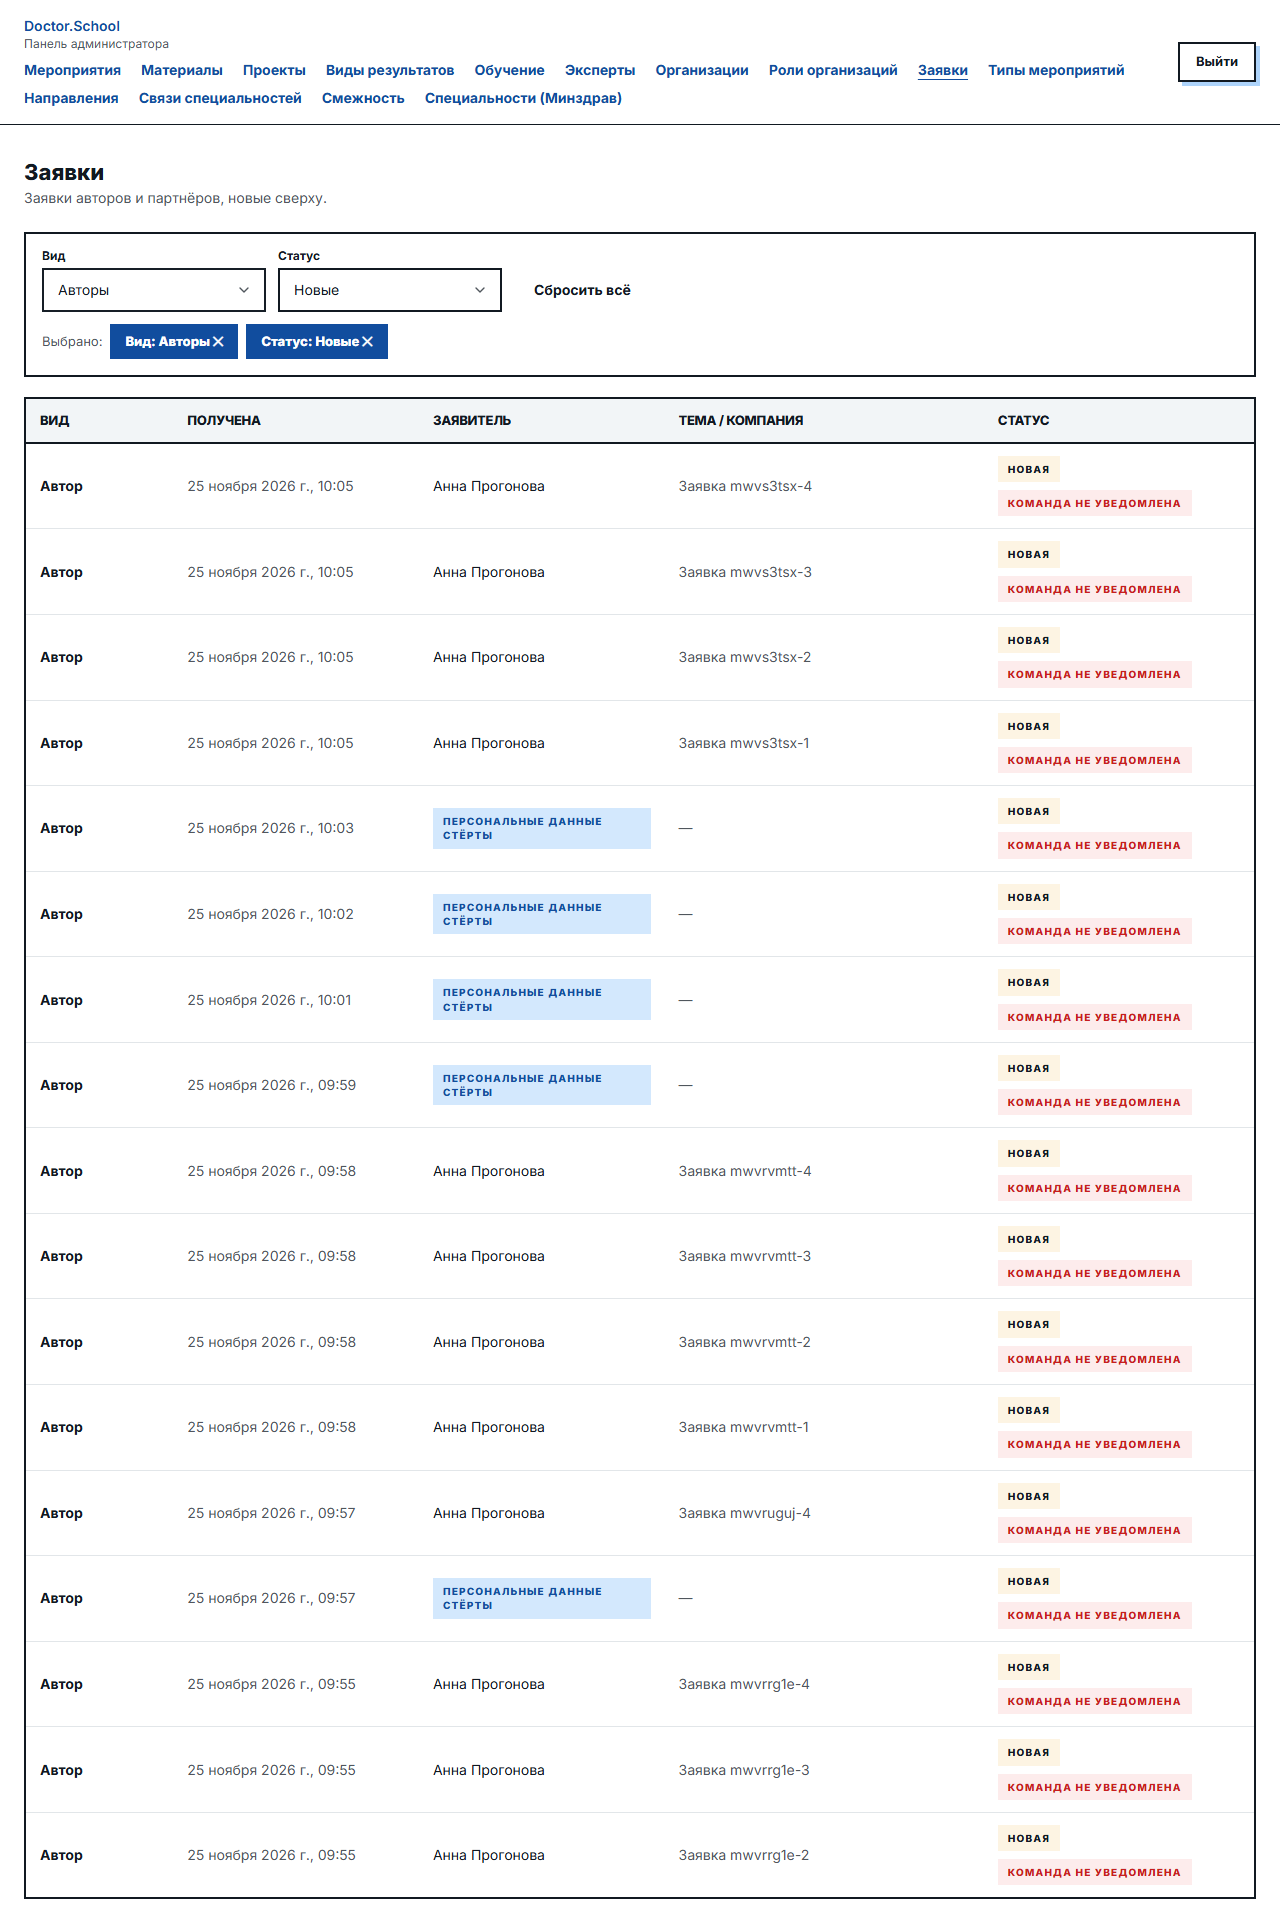 Doctor.School
Панель администратора
Мероприятия Материалы Проекты Виды результатов Обучение Эксперты Организации Роли организаций Заявки Типы мероприятий
Направления Связи специальностей Смежность Специальности (Минздрав)
Выйти
Заявки
Заявки авторов и партнёров, новые сверху.
Вид Статус
Авторы Новые Сбросить всё
Выбрано: Вид: Авторы Статус: Новые
ВИД ПОЛУЧЕНА ЗАЯВИТЕЛЬ ТЕМА / КОМПАНИЯ СТАТУС
Автор 25 ноября 2026 г., 10:05 Анна Прогонова Заявка mwvs3tsx-4 НОВАЯ
КОМАНДА НЕ УВЕДОМЛЕНА
Автор 25 ноября 2026 г., 10:05 Анна Прогонова Заявка mwvs3tsx-3 НОВАЯ
КОМАНДА НЕ УВЕДОМЛЕНА
Автор 25 ноября 2026 г., 10:05 Анна Прогонова Заявка mwvs3tsx-2 НОВАЯ
КОМАНДА НЕ УВЕДОМЛЕНА
Автор 25 ноября 2026 г., 10:05 Анна Прогонова Заявка mwvs3tsx-1 НОВАЯ
КОМАНДА НЕ УВЕДОМЛЕНА
Автор 25 ноября 2026 г., 10:03 ПЕРСОНАЛЬНЫЕ ДАННЫЕ
СТЁРТЫ — НОВАЯ
КОМАНДА НЕ УВЕДОМЛЕНА
Автор 25 ноября 2026 г., 10:02 ПЕРСОНАЛЬНЫЕ ДАННЫЕ
СТЁРТЫ — НОВАЯ
КОМАНДА НЕ УВЕДОМЛЕНА
Автор 25 ноября 2026 г., 10:01 ПЕРСОНАЛЬНЫЕ ДАННЫЕ
СТЁРТЫ — НОВАЯ
КОМАНДА НЕ УВЕДОМЛЕНА
Автор 25 ноября 2026 г., 09:59 ПЕРСОНАЛЬНЫЕ ДАННЫЕ
СТЁРТЫ — НОВАЯ
КОМАНДА НЕ УВЕДОМЛЕНА
Автор 25 ноября 2026 г., 09:58 Анна Прогонова Заявка mwvrvmtt-4 НОВАЯ
КОМАНДА НЕ УВЕДОМЛЕНА
Автор 25 ноября 2026 г., 09:58 Анна Прогонова Заявка mwvrvmtt-3 НОВАЯ
КОМАНДА НЕ УВЕДОМЛЕНА
Автор 25 ноября 2026 г., 09:58 Анна Прогонова Заявка mwvrvmtt-2 НОВАЯ
КОМАНДА НЕ УВЕДОМЛЕНА
Автор 25 ноября 2026 г., 09:58 Анна Прогонова Заявка mwvrvmtt-1 НОВАЯ
КОМАНДА НЕ УВЕДОМЛЕНА
Автор 25 ноября 2026 г., 09:57 Анна Прогонова Заявка mwvruguj-4 НОВАЯ
КОМАНДА НЕ УВЕДОМЛЕНА
Автор 25 ноября 2026 г., 09:57 ПЕРСОНАЛЬНЫЕ ДАННЫЕ
СТЁРТЫ — НОВАЯ
КОМАНДА НЕ УВЕДОМЛЕНА
Автор 25 ноября 2026 г., 09:55 Анна Прогонова Заявка mwvrrg1e-4 НОВАЯ
КОМАНДА НЕ УВЕДОМЛЕНА
Автор 25 ноября 2026 г., 09:55 Анна Прогонова Заявка mwvrrg1e-3 НОВАЯ
КОМАНДА НЕ УВЕДОМЛЕНА
Автор 25 ноября 2026 г., 09:55 Анна Прогонова Заявка mwvrrg1e-2 НОВАЯ
КОМАНДА НЕ УВЕДОМЛЕНА